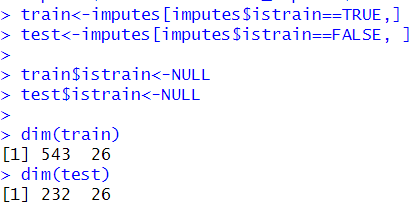 > train<-imputes[imputes$istrain==TRUE,]
> test<-imputes[imputes$istrain==FALSE, ]
>
> train$istrain<-NULL
> test$istrain<-NULL
>
> dim(train)
[1] 543  26
> dim(test)
[1] 232  26